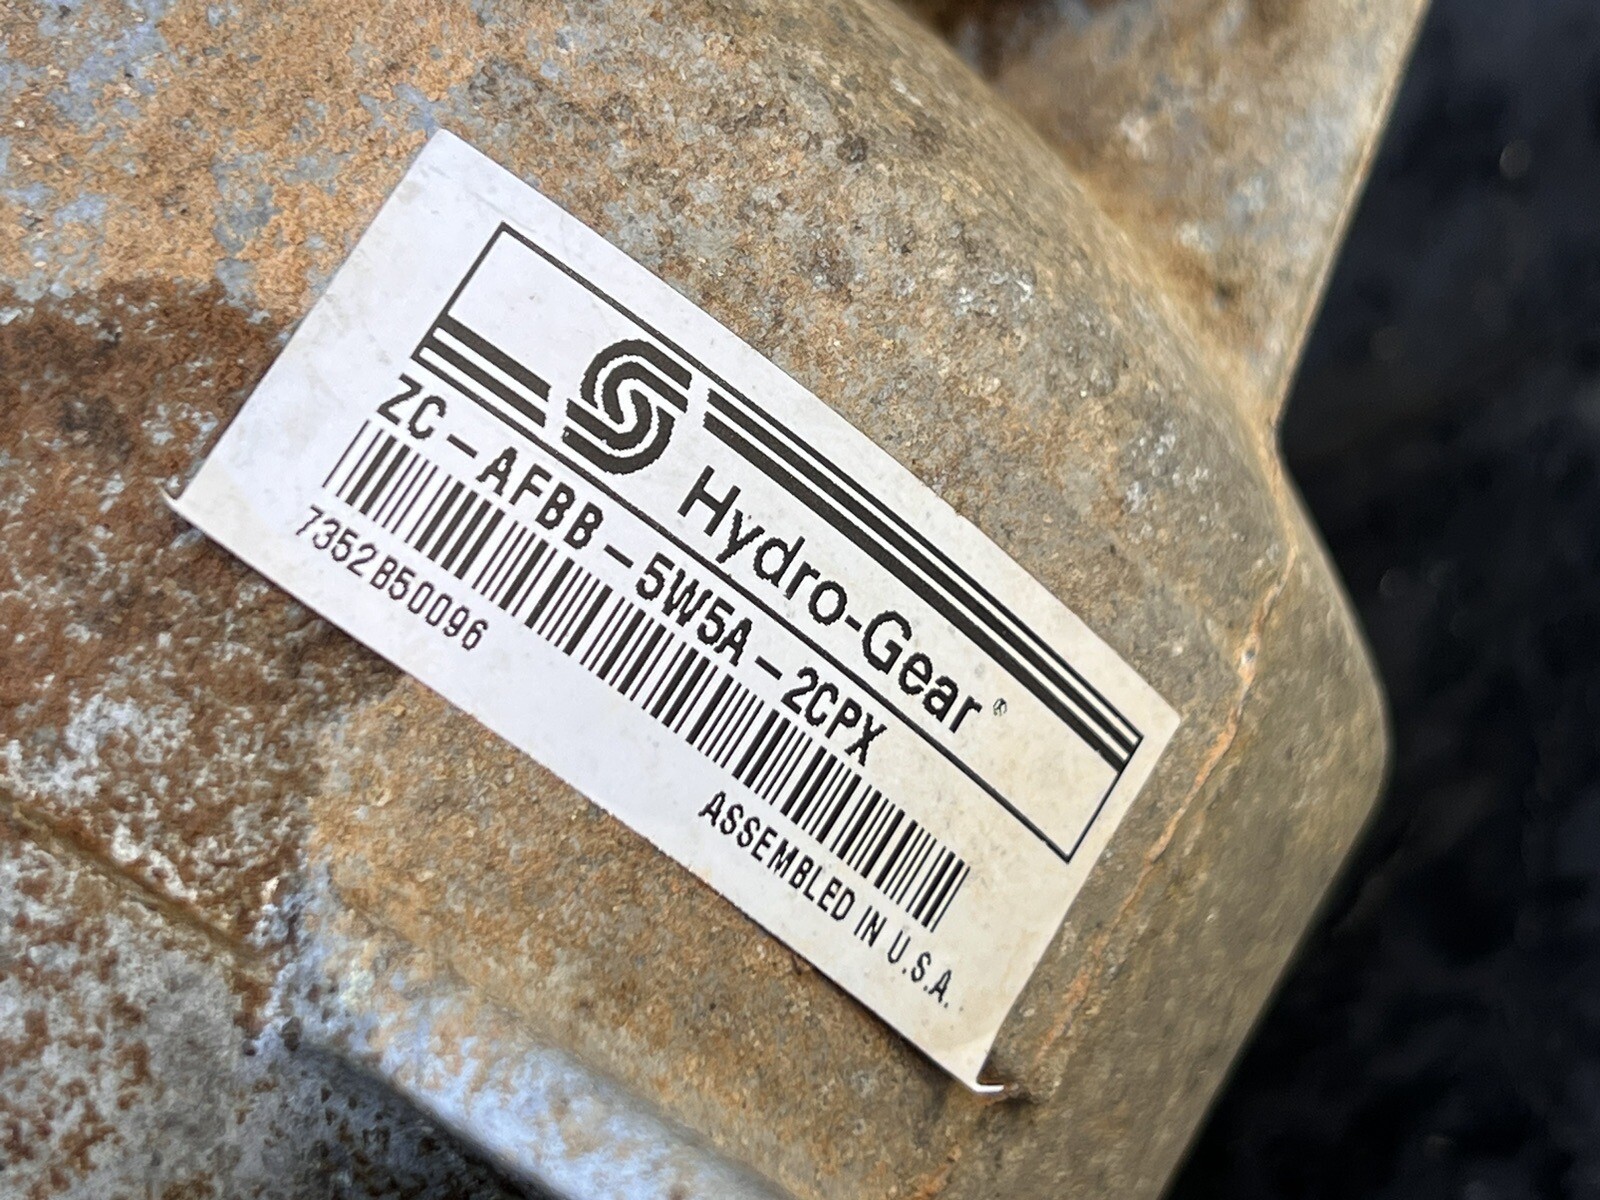 Hydro-Gear®
ZC-AFBB-5W5A-2CPX
7352B50096
ASSEMBLED IN U.S.A.